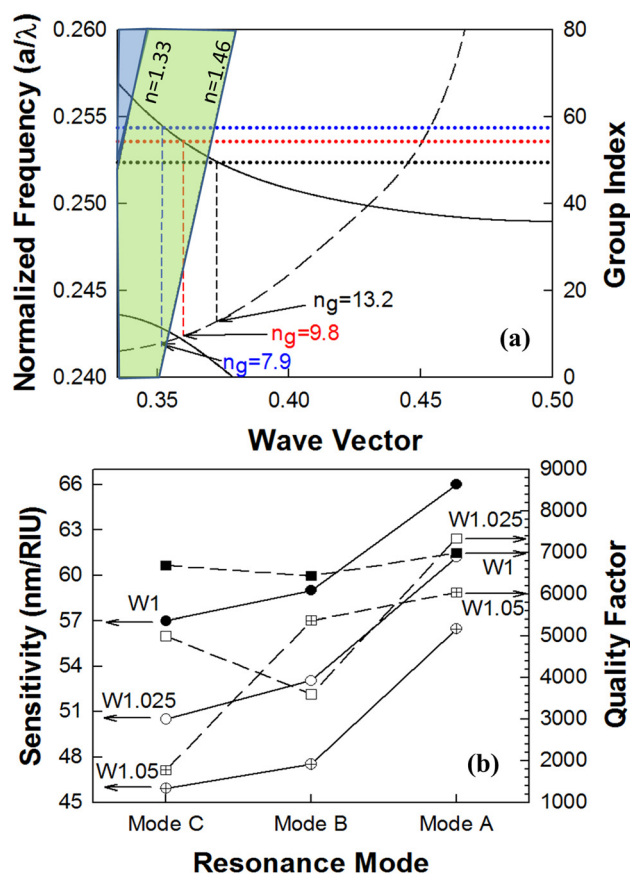 Normalized Frequency (a/λ)
0.260
0.255
0.250
0.245
0.240
n=1.33
n=1.46
80
60
40
20
0
Group Index
ng=13.2
ng=9.8
ng=7.9
(a)
0.35
0.40
0.45
0.50
Wave Vector
Sensitivity (nm/RIU)
66
63
60
57
54
51
48
45
W1
W1.025
W1.05
W1.025
W1
W1.05
(b)
9000
8000
7000
6000
5000
4000
3000
2000
1000
Quality Factor
Mode C
Mode B
Mode A
Resonance Mode